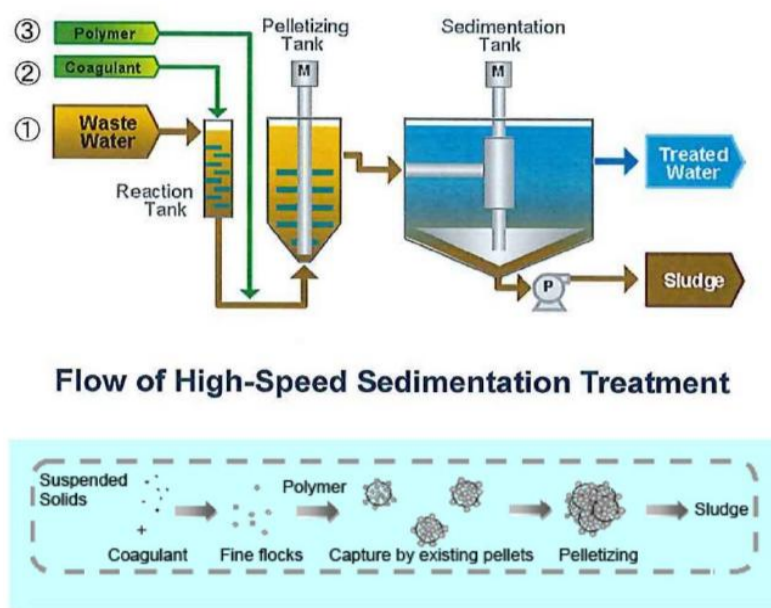 ③ Polymer
② Coagulant
① Waste
Water
Reaction
Tank
Pelletizing
Tank
M
Sedimentation
Tank
M
Treated
Water
P
Sludge
Flow of High-Speed Sedimentation Treatment
Suspended
Solids
+
Coagulant
Fine flocks
Polymer
Capture by existing pellets
Pelletizing
Sludge